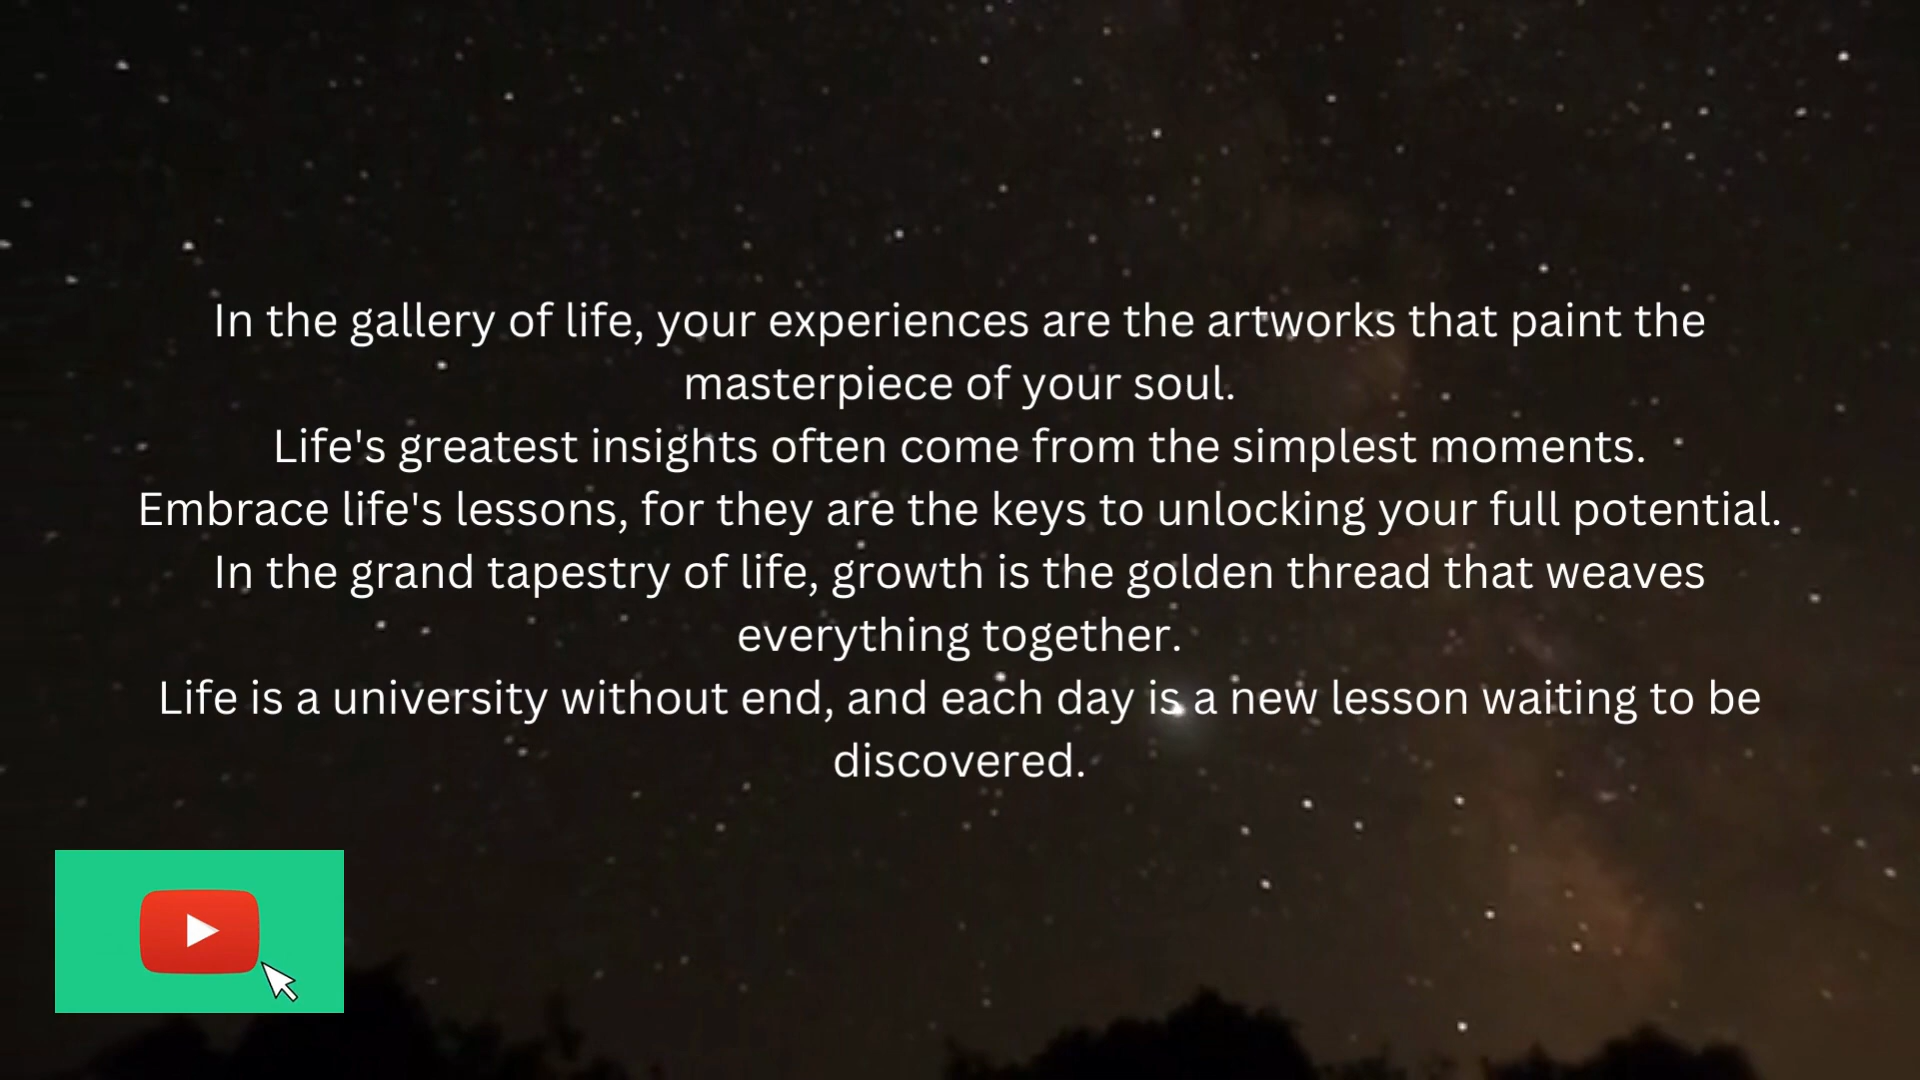 In the gallery of life, your experiences are the artworks that paint the
masterpiece of your soul.
Life's greatest insights often come from the simplest moments.
Embrace life's lessons, for they are the keys to unlocking your full potential.
In the grand tapestry of life, growth is the golden thread that weaves
everything together.
Life is a university without end, and each day is a new lesson waiting to be
discovered.